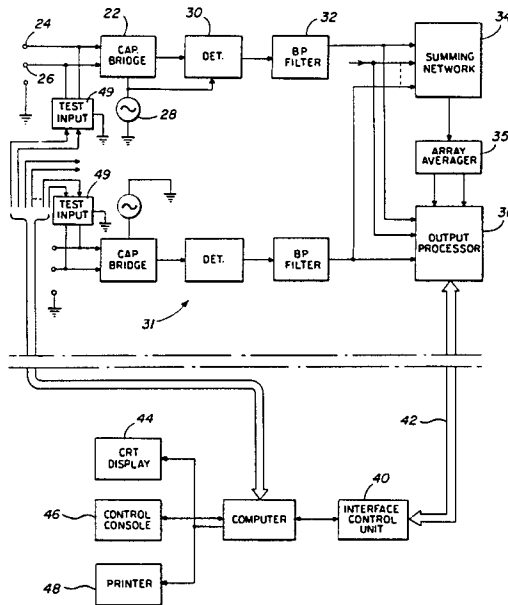 22
30
32
34
24
26
CAP.
BRIDGE
DET.
BP
FILTER
SUMMING
NETWORK
49
TEST
INPUT
28
35
ARRAY
AVERAGER
49
TEST
INPUT
CAP.
BRIDGE
DET.
BP
FILTER
OUTPUT
PROCESSOR
31
42
44
CRT
DISPLAY
46
CONTROL
CONSOLE
COMPUTER
40
INTERFACE
CONTROL
UNIT
48
PRINTER